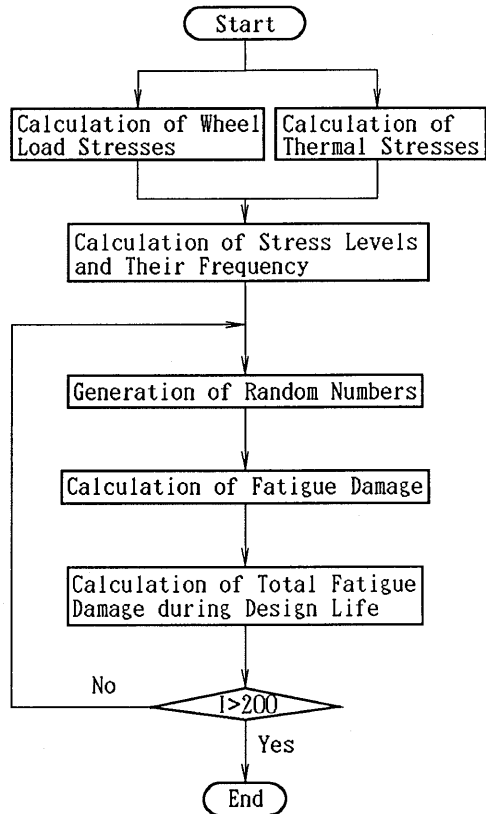 Start
Calculation of Wheel
Load Stresses
Calculation of
Thermal Stresses
Calculation of Stress Levels
and Their Frequency
Generation of Random Numbers
Calculation of Fatigue Damage
Calculation of Total Fatigue
Damage during Design Life
No
I>200
Yes
End